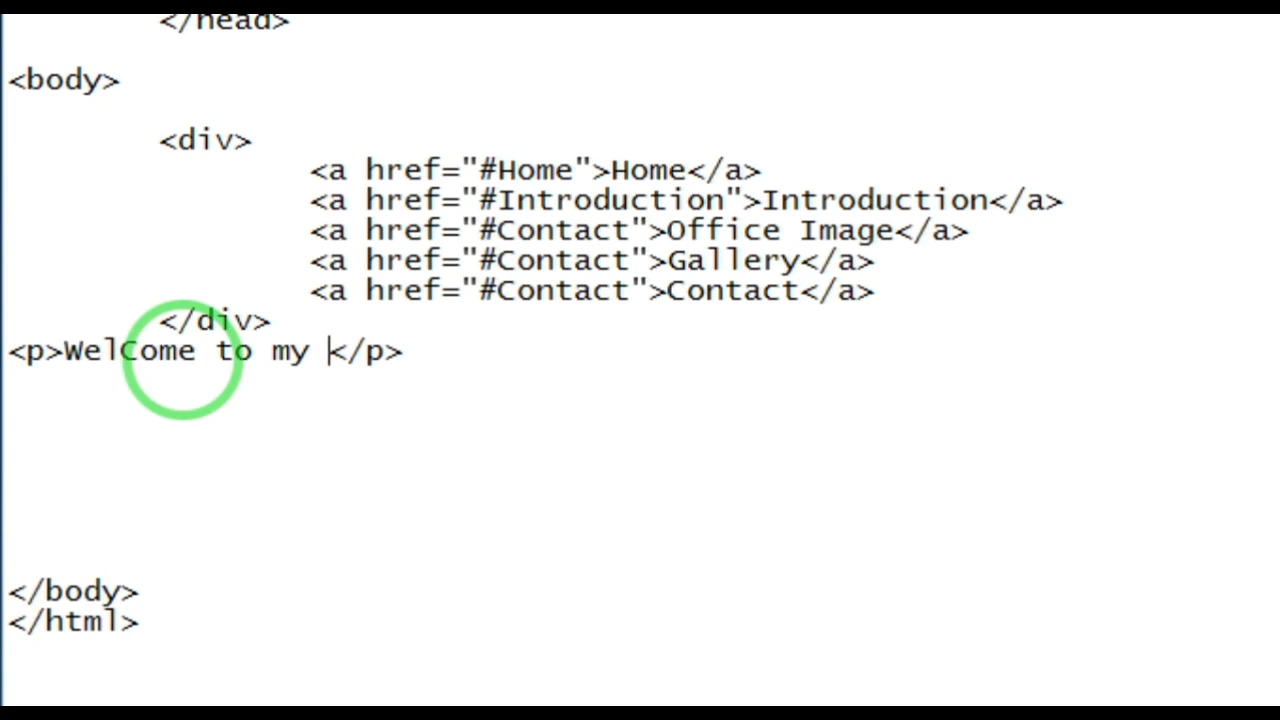 </head>
<body>
<div>
<a href="#Home">Home</a>
<a href="#Introduction">Introduction</a>
<a href="#Contact">Office Image</a>
<a href="#Contact">Gallery</a>
<a href="#Contact">Contact</a>
</div>
<p>WelCome to my </p>
</body>
</html>